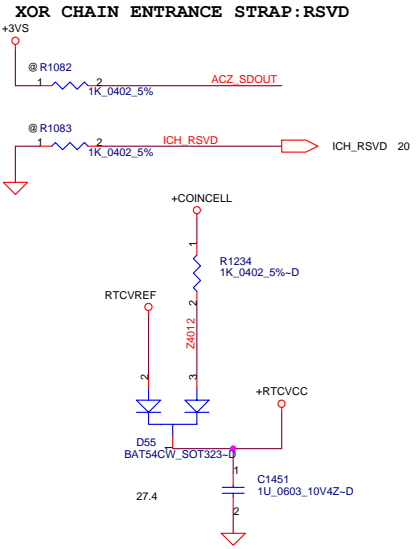 XOR CHAIN ENTRANCE STRAP:RSVD
+3VS
@ R1082
1 2 ACZ_SDOUT
1K_0402_5%
@ R1083
1 2 ICH_RSVD ICH_RSVD 20
1K_0402_5%
+COINCELL
1
R1234
1K_0402_5%~D
2
RTCVREF
Z4012
2 3
+RTCVCC
D55
1
BAT54CW_SOT323~D
1
C1451
1U_0603_10V4Z~D
27.4
2